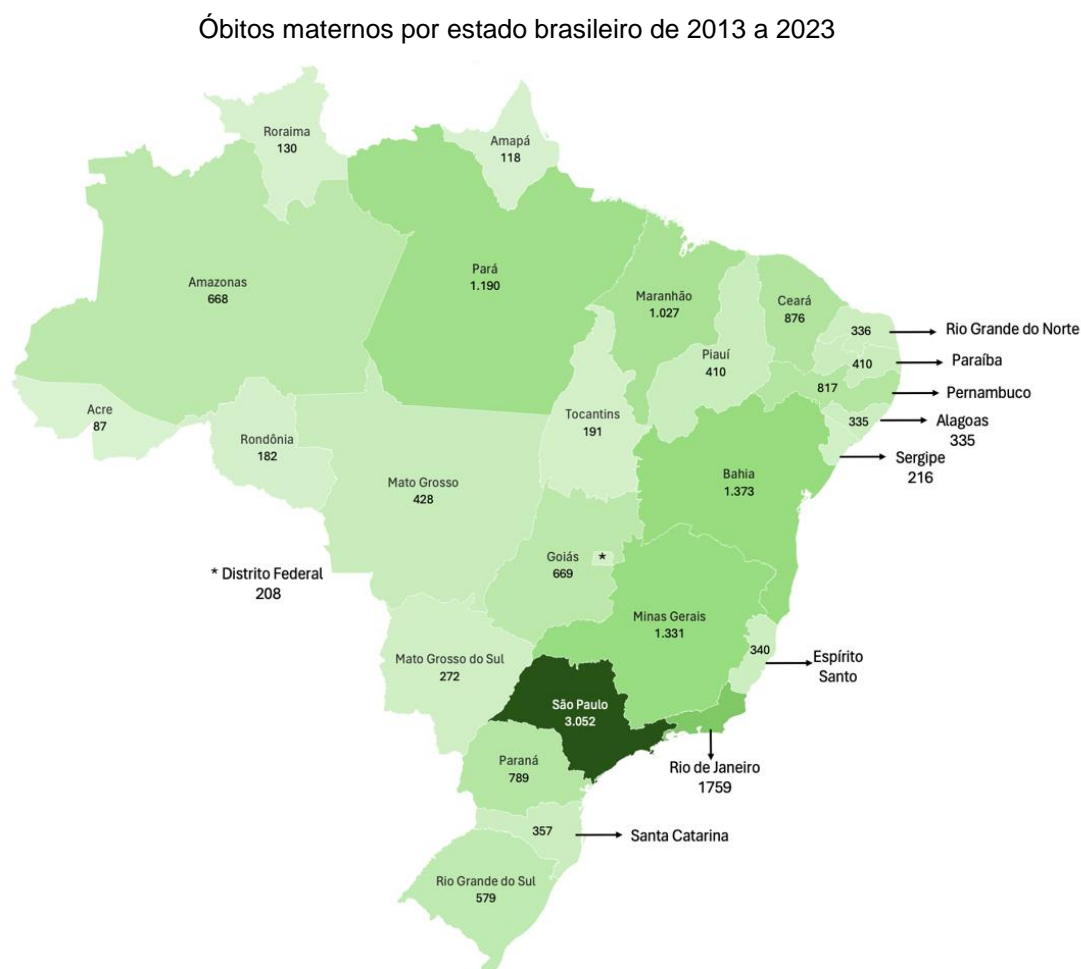 Óbitos maternos por estado brasileiro de 2013 a 2023
Roraima
130
Amapá
118
Amazonas
668
Pará
1.190
Maranhão
1.027
Ceará
876
Piauí
410
336
Rio Grande do Norte
410
Paraíba
817
Pernambuco
335
Alagoas
335
Sergipe
216
Acre
87
Rondônia
182
Tocantins
191
Mato Grosso
428
Bahia
1.373
Goiás
669
*
* Distrito Federal
208
Minas Gerais
1.331
340
Espírito
Santo
Mato Grosso do Sul
272
São Paulo
3.052
Rio de Janeiro
1759
Paraná
789
357
Santa Catarina
Rio Grande do Sul
579